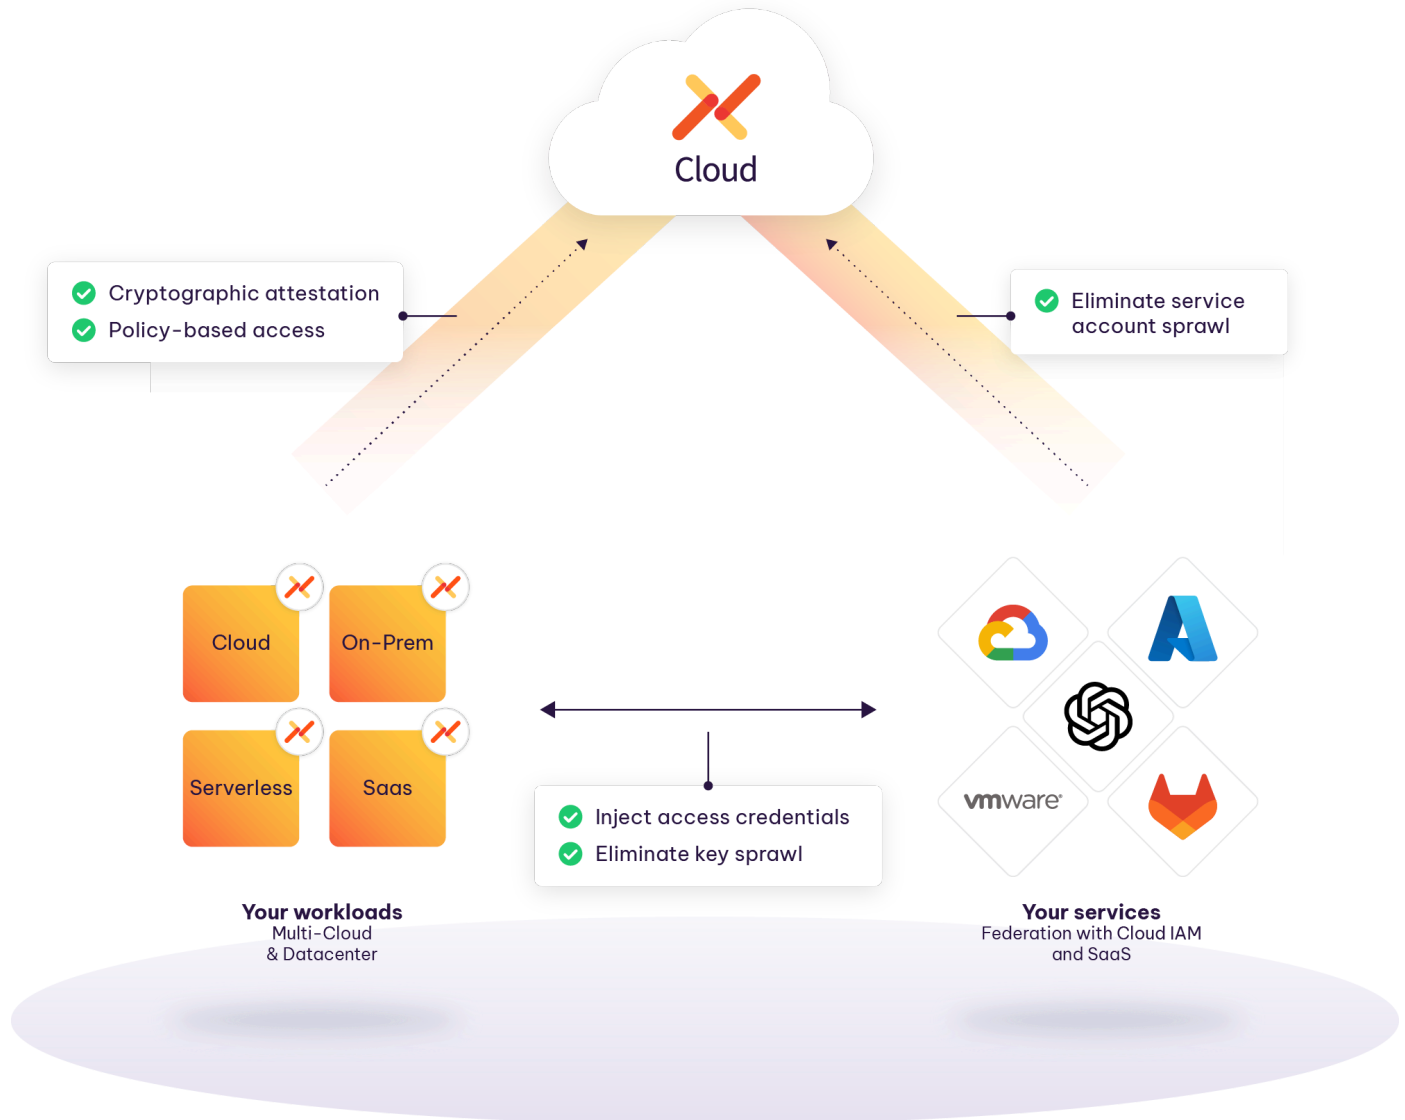 Cloud
Cryptographic attestation
Policy-based access
Eliminate service
account sprawl
Cloud
On-Prem
Serverless
Saas
Inject access credentials
Eliminate key sprawl
vmware®
Your workloads
Multi-Cloud
& Datacenter
Your services
Federation with Cloud IAM
and SaaS